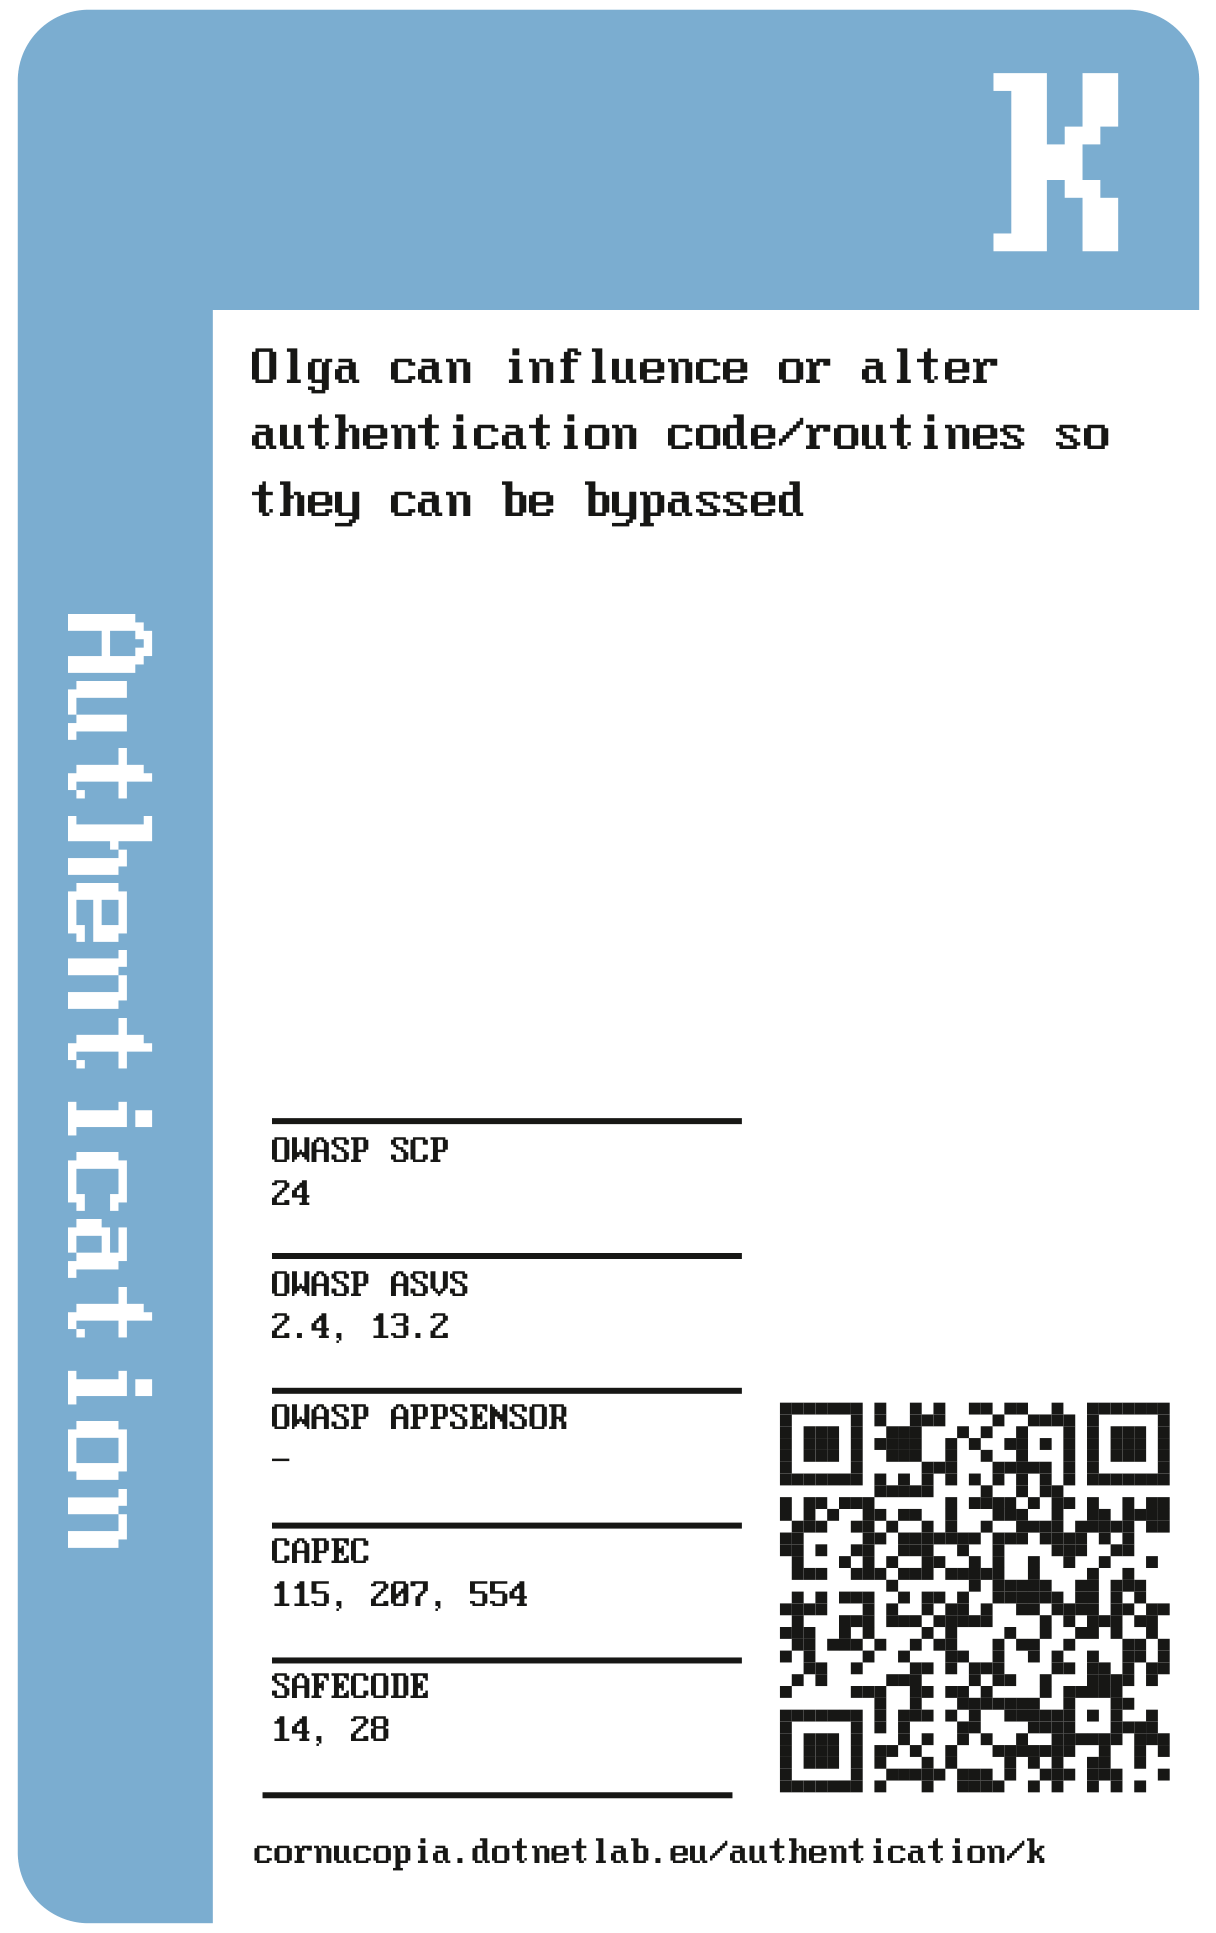 K
Olga can influence or alter
authentication code/routines so
they can be bypassed
Authentication
OWASP SCP
24
OWASP ASVS
2.4, 13.2
OWASP APPSENSOR
–
CAPEC
115, 207, 554
SAFECODE
14, 28
cornucopia.dotnetlab.eu/authentication/k